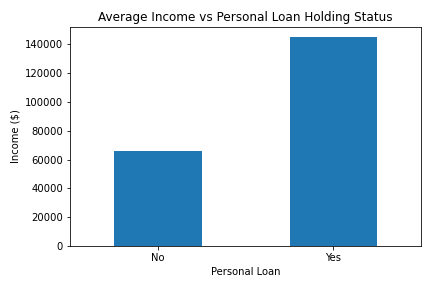 Average Income vs Personal Loan Holding Status
Income ($)
140000
120000
100000
80000
60000
40000
20000
0
No
Yes
Personal Loan